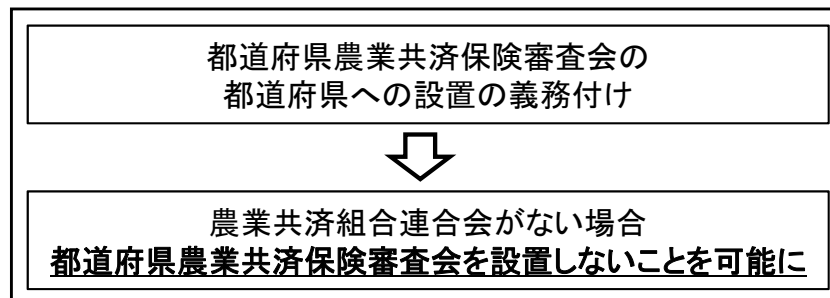 都道府県農業共済保険審査会の
都道府県への設置の義務付け
農業共済組合連合会がない場合
都道府県農業共済保険審査会を設置しないことを可能に